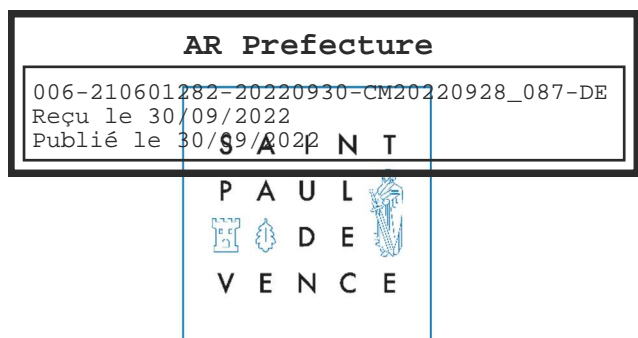 AR Prefecture
006-210601282-20220930-CM20220928_087-DE
Reçu le 30/09/2022
Publié le 30/09/2022
SAINT
PAUL
DE
VENCE